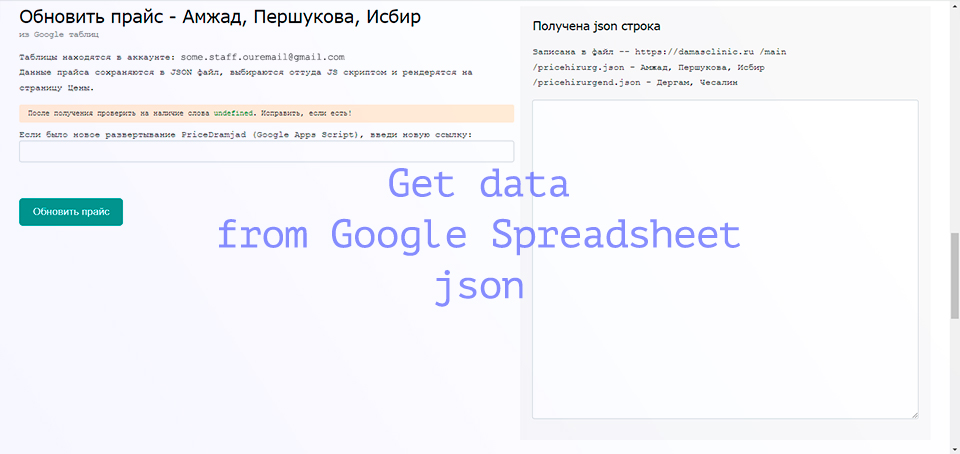 Обновить прайс - Амжад, Першукова, Исбир
из Google таблиц
Таблицы находятся в аккаунте: some.staff.ouremail@gmail.com
Данные прайса сохраняются в JSON файл, выбираются оттуда JS скриптом и рендерятся на
страницу Цены.
После получения проверить на наличие слова undefined. Исправить, если есть!
Если было новое развертывание PriceDramjad (Google Apps Script), введи новую ссылку:
Обновить прайс
Получена json строка
Записана в файл -- https://damasclinic.ru /main
/pricehirurg.json - Амжад, Першукова, Исбир
/pricehirurgend.json - Дергам, Чесалин
Get data
from Google Spreadsheet
json